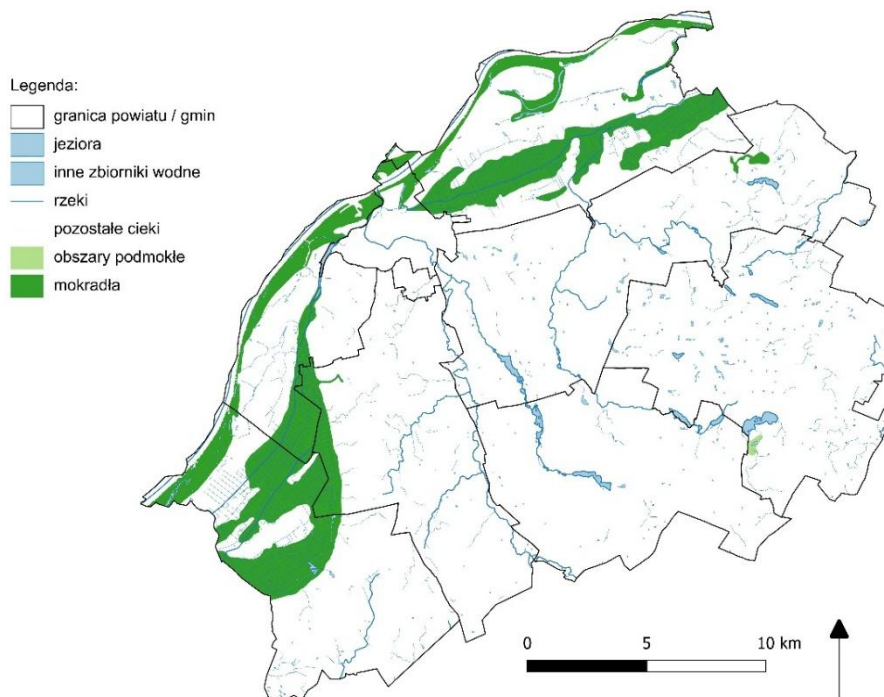 Legenda:
granica powiatu / gmin
jeziora
inne zbiorniki wodne
rzeki
pozostałe cieki
obszary podmokłe
mokradła
0 5 10 km